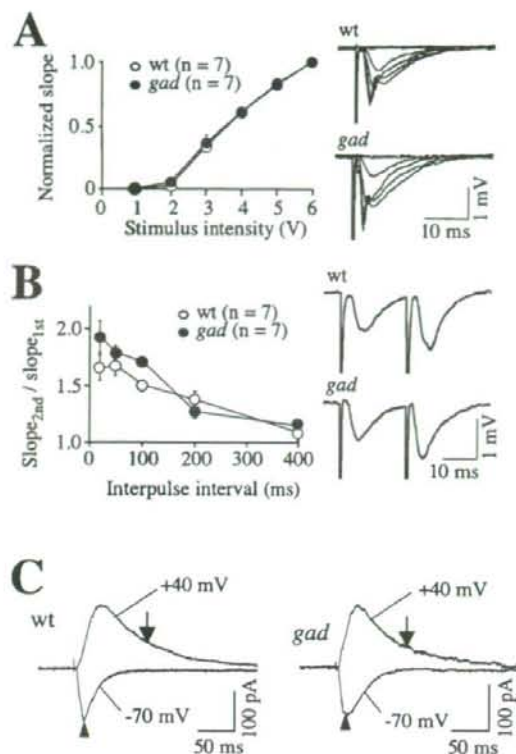 A
Normalized slope
1.0
0.5
0
wt (n = 7)
gad (n = 7)
0 1 2 3 4 5 6
Stimulus intensity (V)
wt
gad
1 mV
10 ms
B
Slope2nd / slope1st
2.0
1.5
1.0
wt (n = 7)
gad (n = 7)
0 100 200 300 400
Interpulse interval (ms)
wt
gad
1 mV
10 ms
C
wt
+40 mV
-70 mV
100 pA
50 ms
gad
+40 mV
-70 mV
100 pA
50 ms